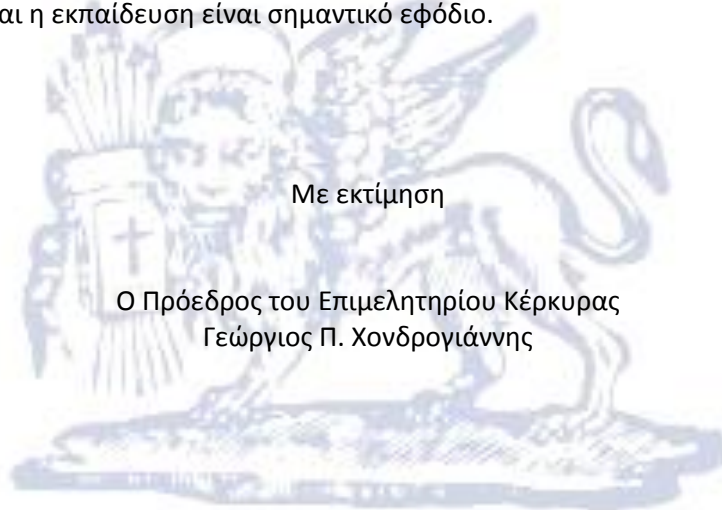 αι η εκπαίδευση είναι σημαντικό εφόδιο.
Με εκτίμηση
Ο Πρόεδρος του Επιμελητηρίου Κέρκυρας
Γεώργιος Π. Χονδρογιάννης